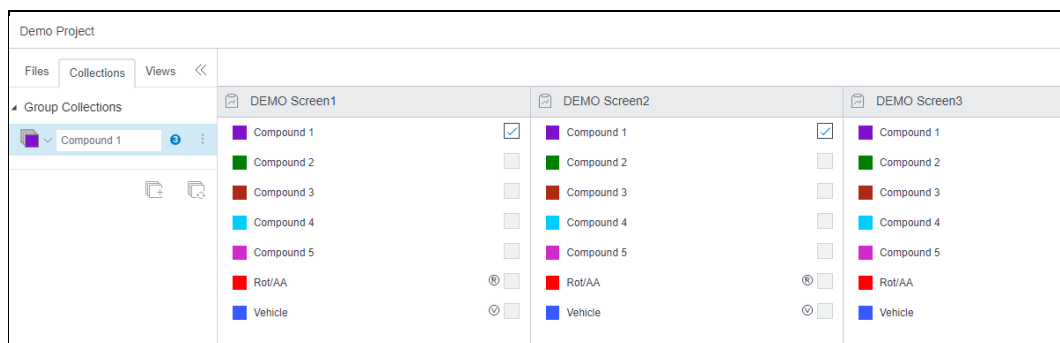 Demo Project
Files Collections Views
Group Collections
Compound 1 3
DEMO Screen1
Compound 1
Compound 2
Compound 3
Compound 4
Compound 5
Rot/AA R
Vehicle V
DEMO Screen2
Compound 1
Compound 2
Compound 3
Compound 4
Compound 5
Rot/AA R
Vehicle V
DEMO Screen3
Compound 1
Compound 2
Compound 3
Compound 4
Compound 5
Rot/AA
Vehicle